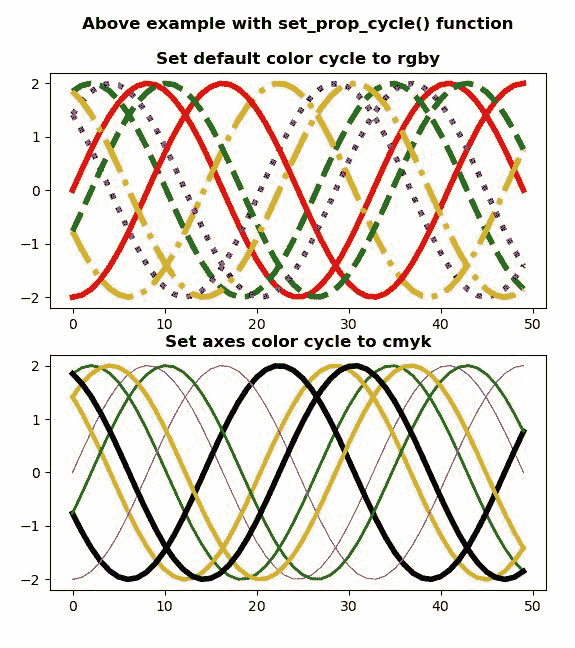 Above example with set_prop_cycle() function
Set default color cycle to rgby
2
1
0
−1
−2
0 10 20 30 40 50
Set axes color cycle to cmyk
2
1
0
−1
−2
0 10 20 30 40 50